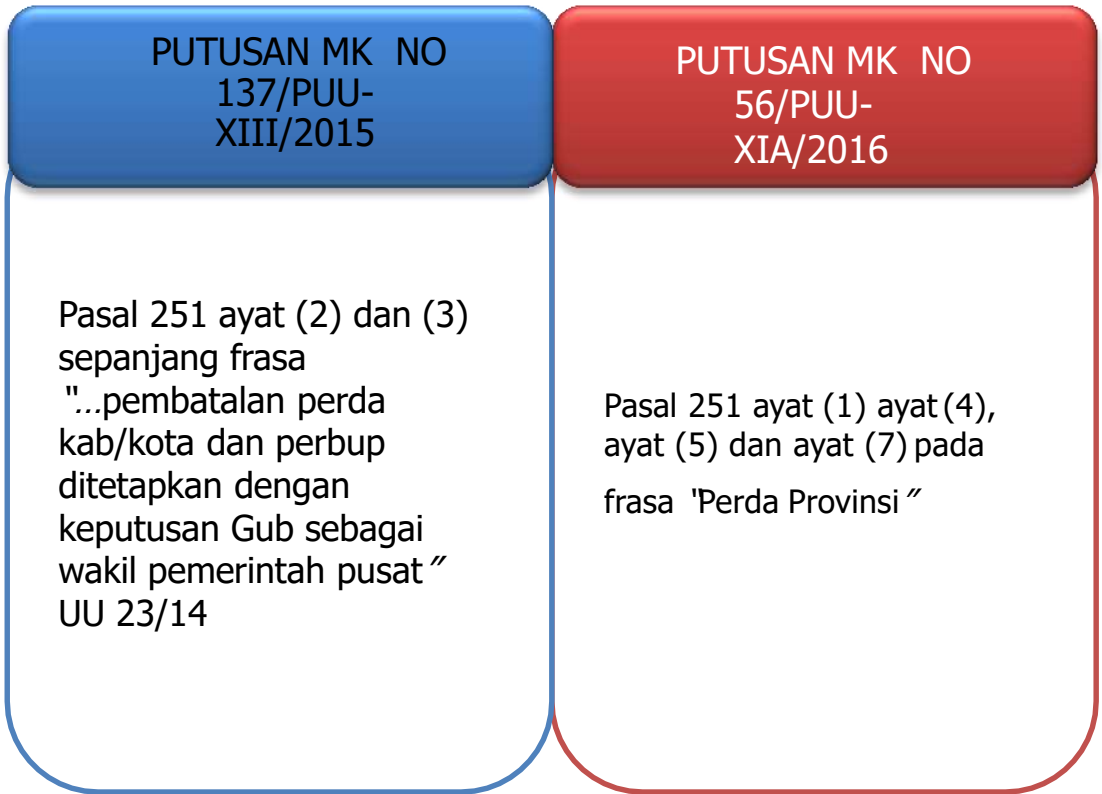 PUTUSAN MK NO
137/PUU-
XIII/2015
Pasal 251 ayat (2) dan (3)
sepanjang frasa
“…pembatalan perda
kab/kota dan perbup
ditetapkan dengan
keputusan Gub sebagai
wakil pemerintah pusat”
UU 23/14
PUTUSAN MK NO
56/PUU-
XIA/2016
Pasal 251 ayat (1) ayat (4),
ayat (5) dan ayat (7) pada
frasa “Perda Provinsi”